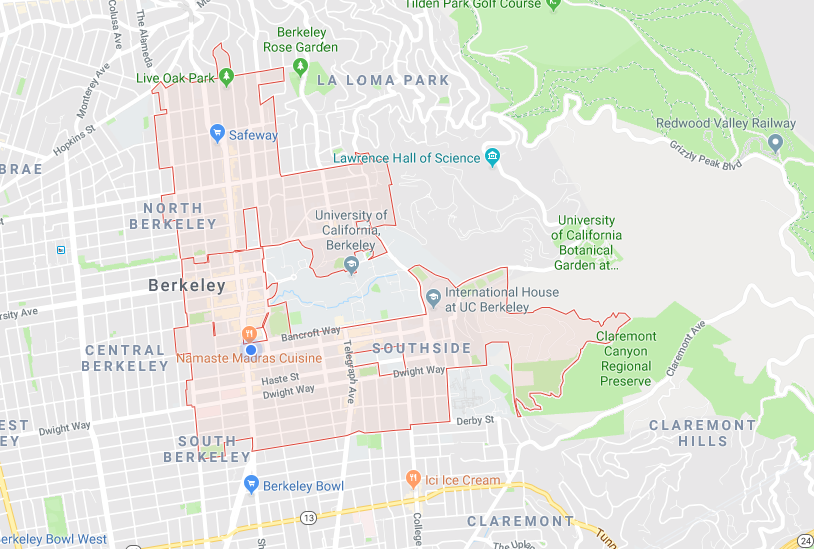 Tilden Park Golf Course
Colusa Ave
The Alameda
Berkeley
Rose Garden
Live Oak Park
LA LOMA PARK
Monterey Ave
Hopkins St
Safeway
Redwood Valley Railway
Lawrence Hall of Science
Grizzly Peak Blvd
BRAE
NORTH
BERKELEY
University of
California,
Berkeley
University
of California
Botanical
Garden at...
Berkeley
International House
at UC Berkeley
rsity Ave
Bancroft Way
Namaste Madras Cuisine
CENTRAL
BERKELEY
Telegraph Ave
SOUTHSIDE
Claremont
Canyon
Regional
Preserve
Claremont Ave
Haste St
Dwight Way
Dwight Way
Derby St
Dwight Way
EST
EY
SOUTH
BERKELEY
CLAREMONT
HILLS
Berkeley Bowl
Ici Ice Cream
13
College
CLAREMONT
erkeley Bowl West
Sh
The Uple
Tunn
24